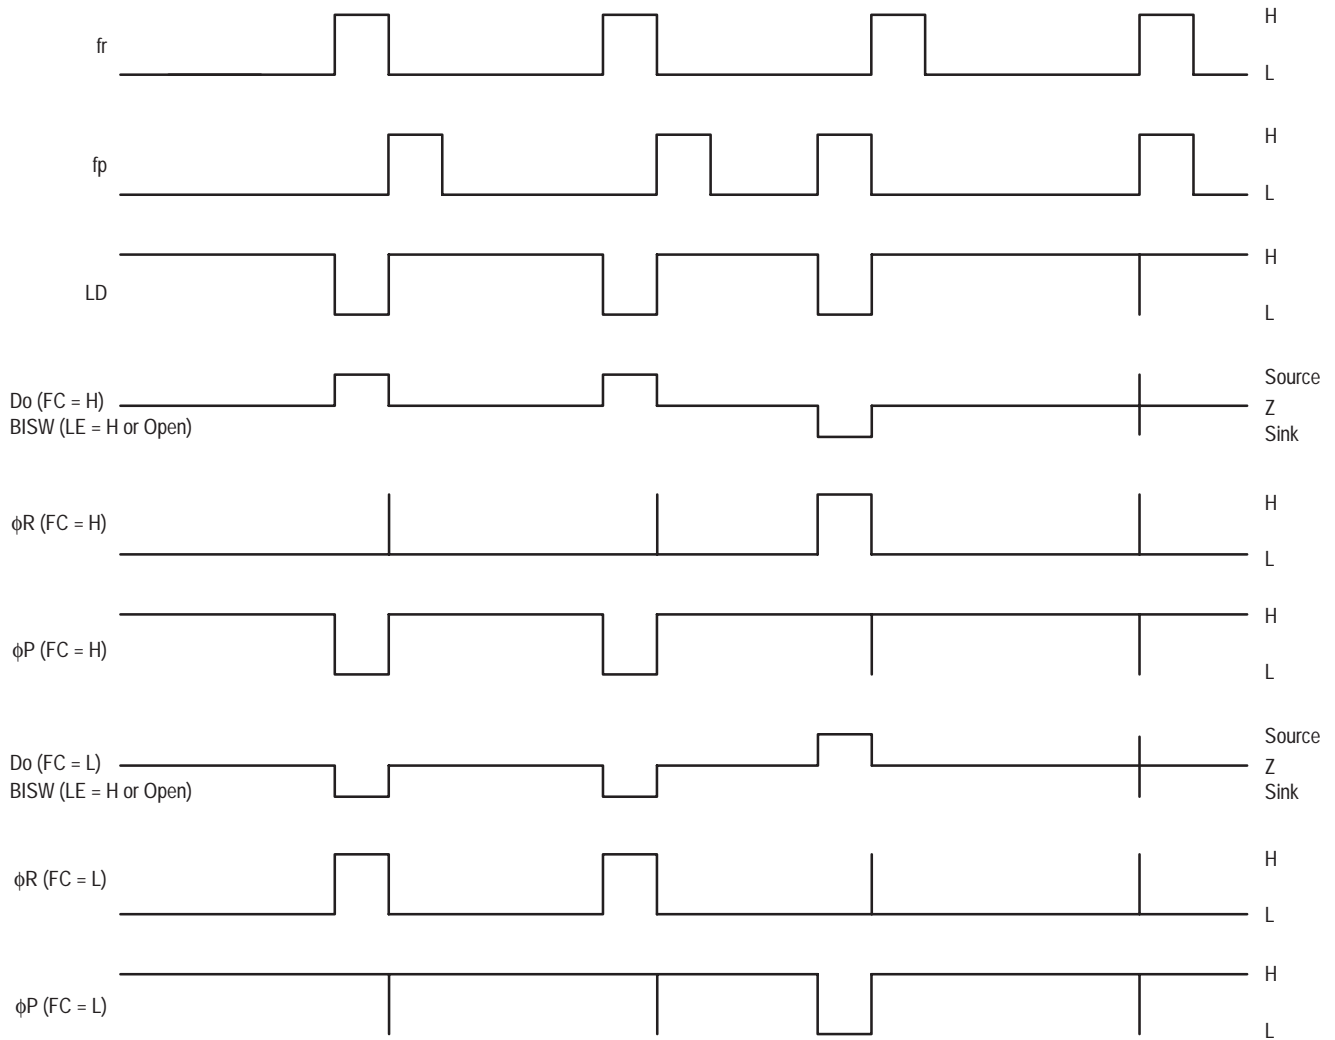 fr
H
L
fp
H
L
LD
H
L
Do (FC = H)
BISW (LE = H or Open)
Source
Z
Sink
ϕR (FC = H)
H
L
ϕP (FC = H)
H
L
Do (FC = L)
BISW (LE = H or Open)
Source
Z
Sink
ϕR (FC = L)
H
L
ϕP (FC = L)
H
L